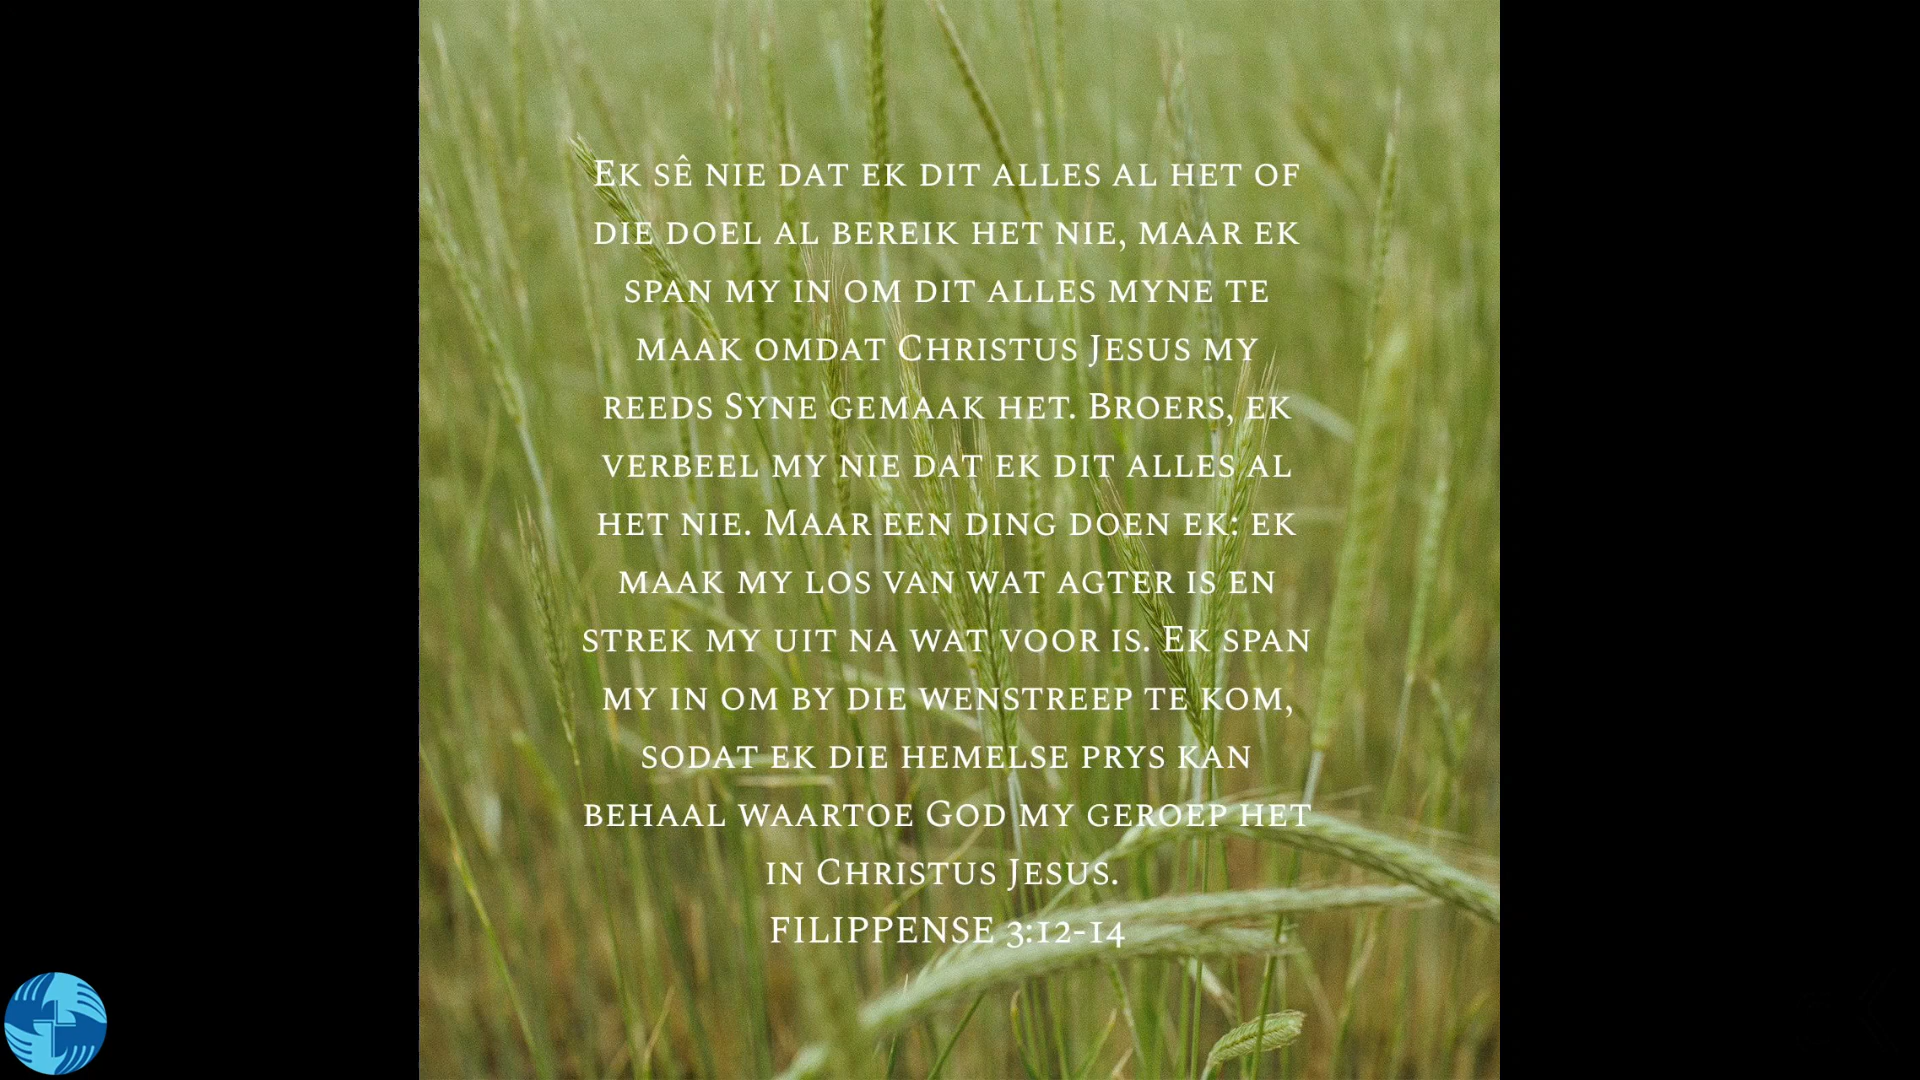 Ek sê nie dat ek dit alles al het of
die doel al bereik het nie, maar ek
span my in om dit alles myne te
maak omdat Christus Jesus my
reeds Syne gemaak het. Broers, ek
verbeel my nie dat ek dit alles al
het nie. Maar een ding doen ek: ek
maak my los van wat agter is en
strek my uit na wat voor is. Ek span
my in om by die wenstreep te kom,
sodat ek die hemelse prys kan
behaal waartoe God my geroep het
in Christus Jesus.
FILIPPENSE 3:12-14